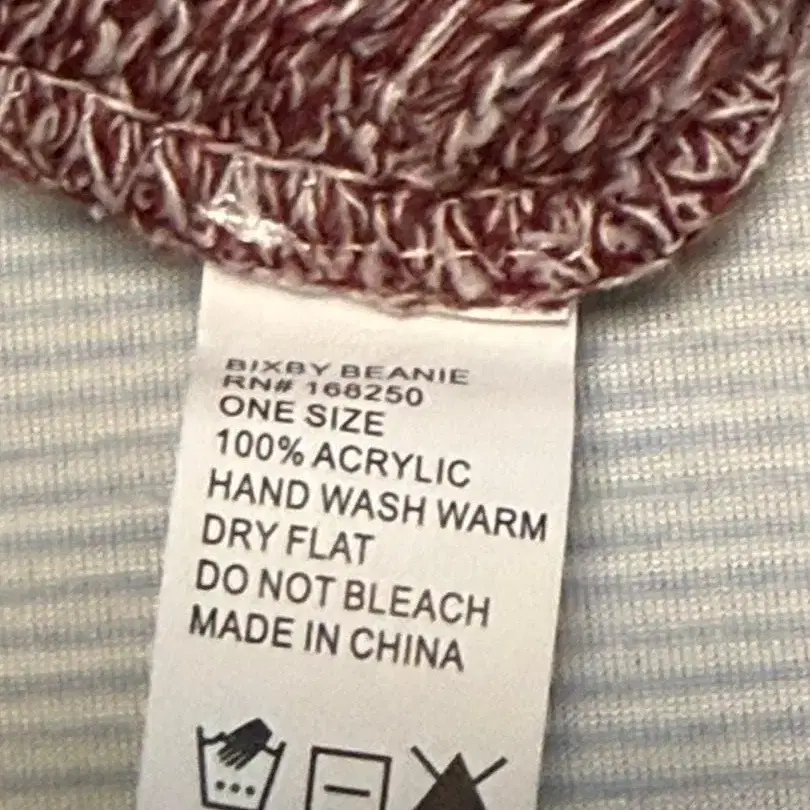 BIXBY BEANIE
RN# 168250
ONE SIZE
100% ACRYLIC
HAND WASH WARM
DRY FLAT
DO NOT BLEACH
MADE IN CHINA